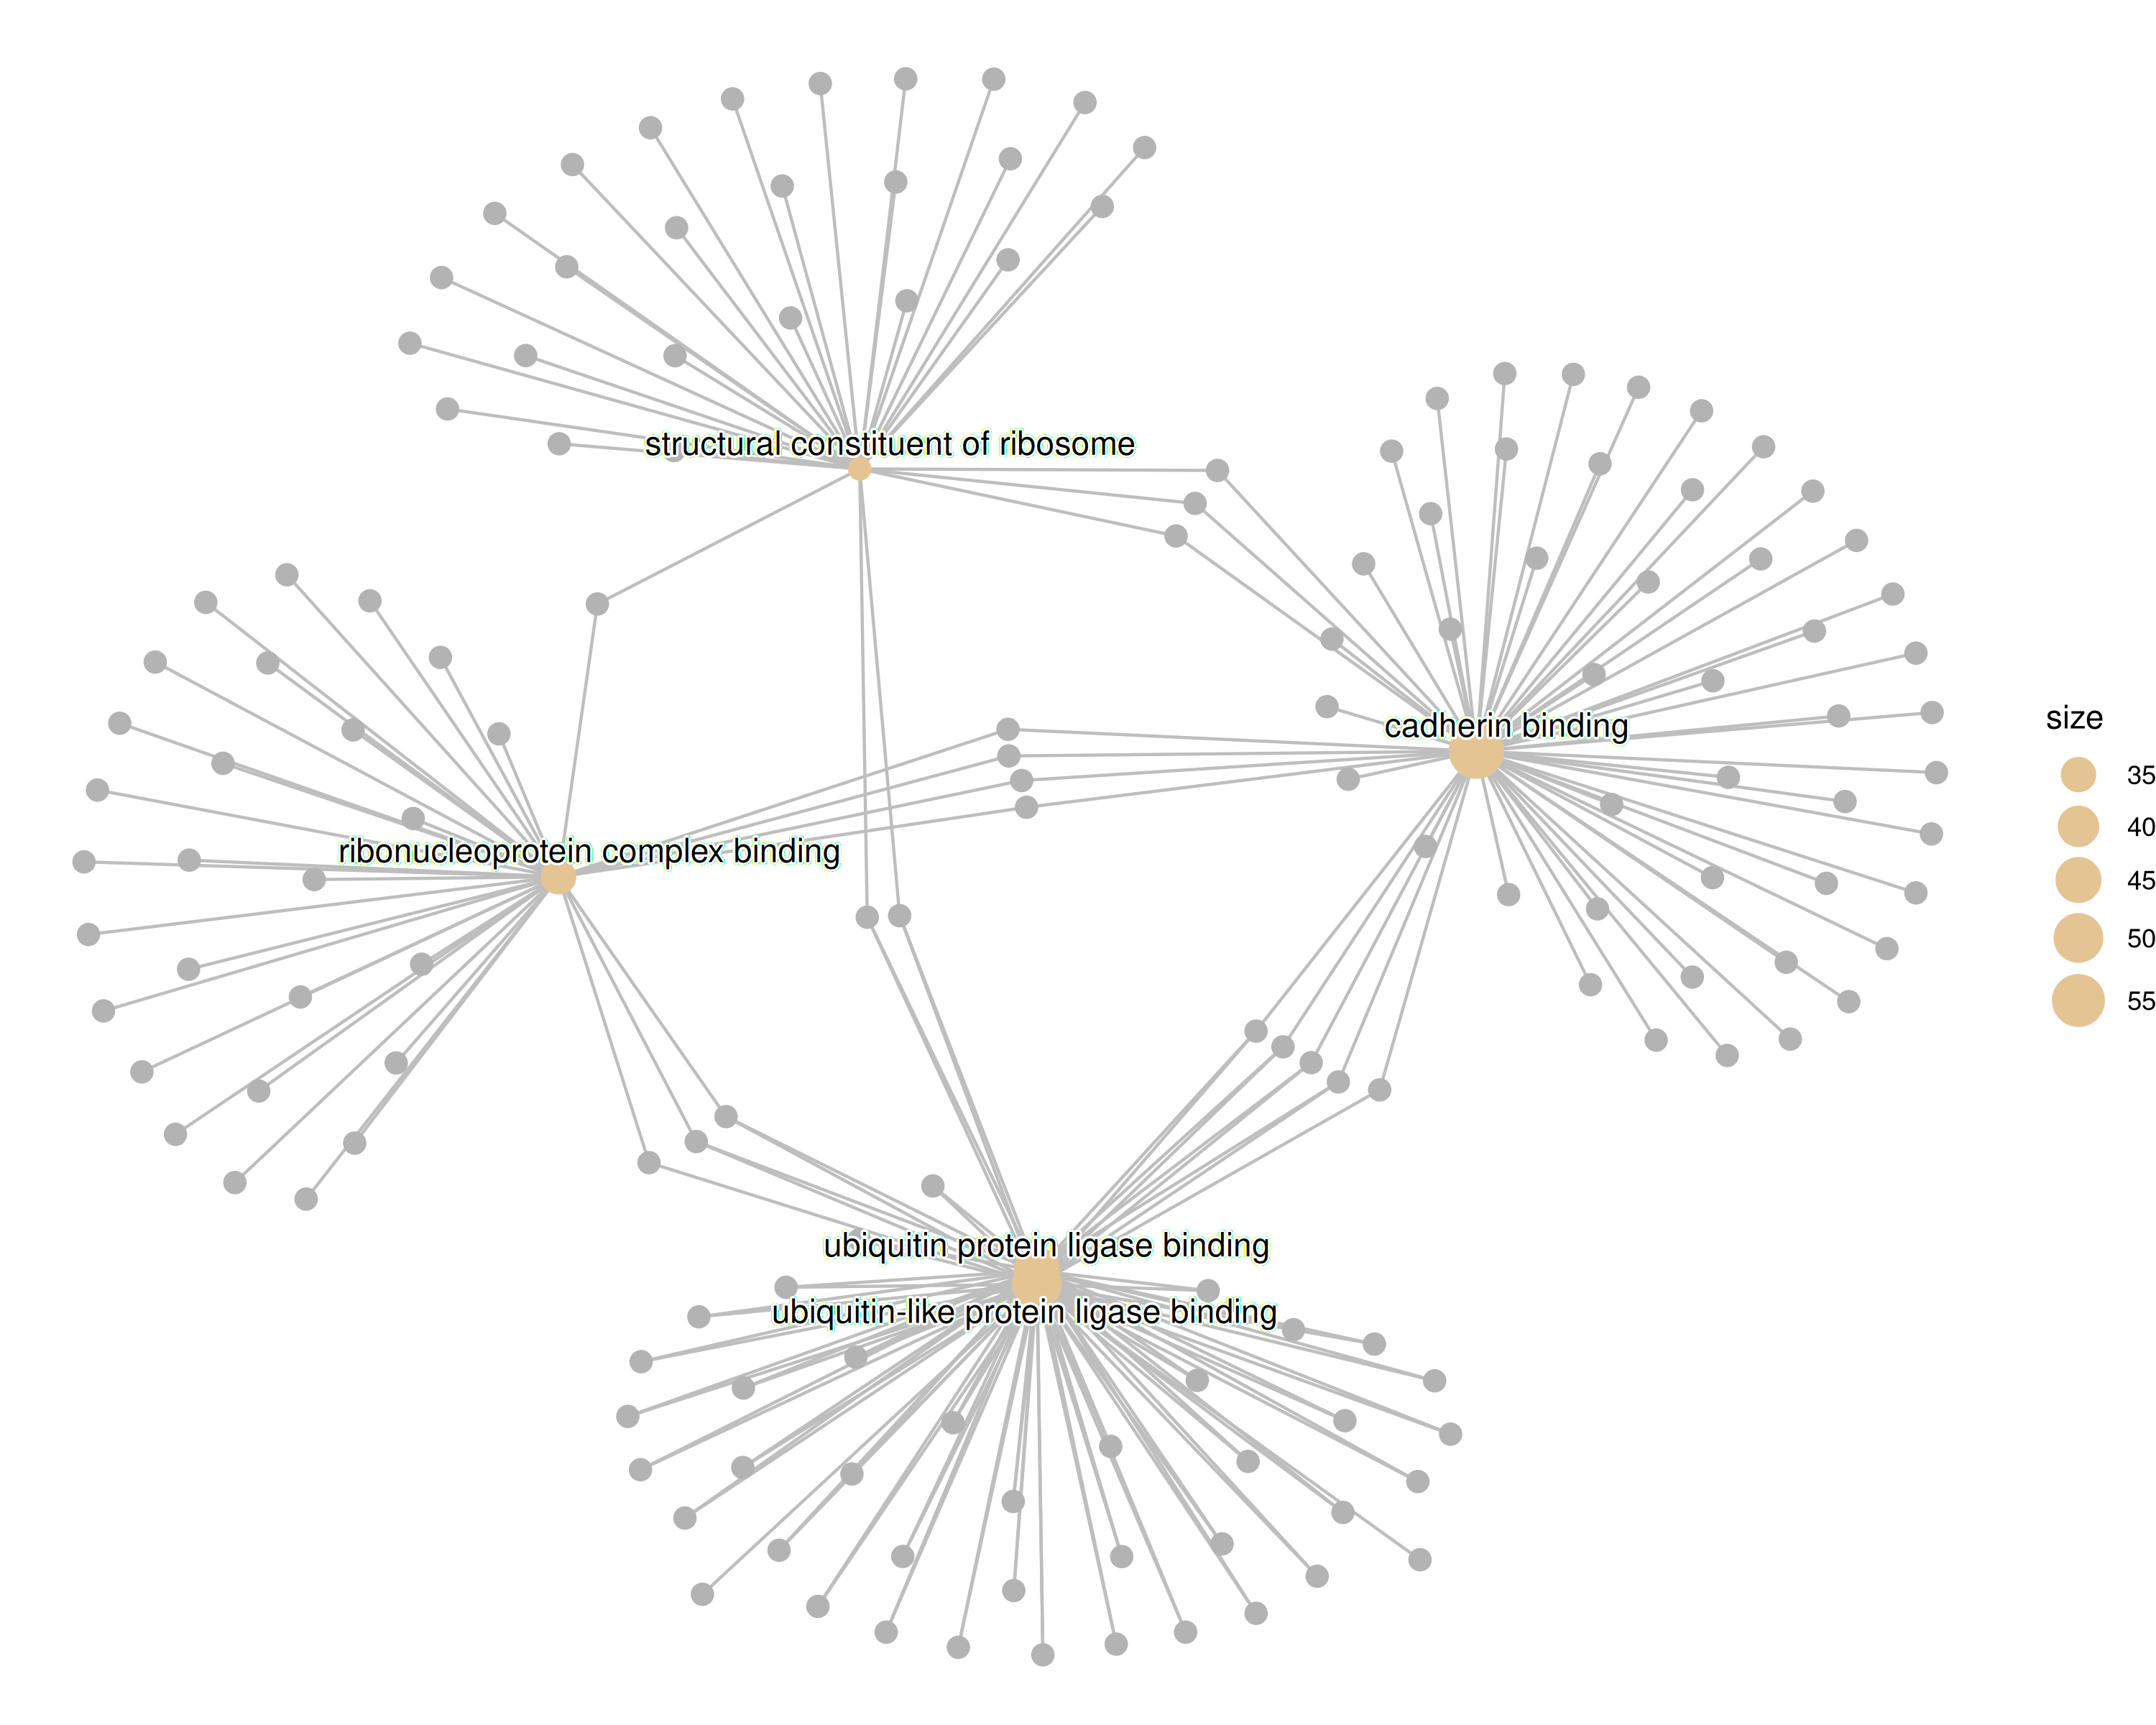 structural constituent of ribosome
cadherin binding
ribonucleoprotein complex binding
ubiquitin protein ligase binding
ubiquitin-like protein ligase binding
size
35
40
45
50
55